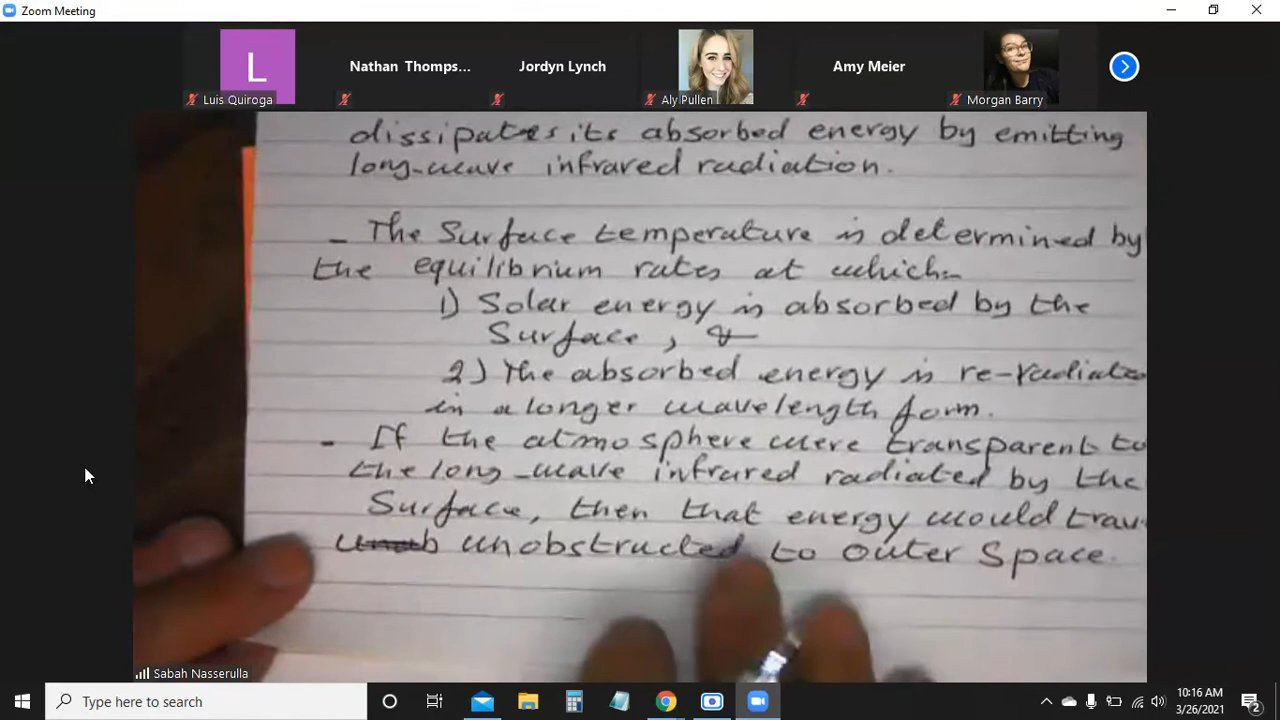 Zoom Meeting
L
Luis Quiroga
Nathan Thomps...
Jordyn Lynch
Aly Pullen
Amy Meier
Morgan Barry
dissipates its absorbed energy by emitting
long-wave infrared radiation.
- The Surface temperature is determined by
the equilibrium rates at which:-
1) Solar energy is absorbed by the
Surface, &
2) The absorbed energy is re-radiate
in a longer wavelength form.
- If the atmosphere were transparent to
the long-wave infrared radiated by the
Surface, then that energy would trav
unobstructed to outer Space.
Sabah Nasserulla
Type here to search
10:16 AM
3/26/2021
2